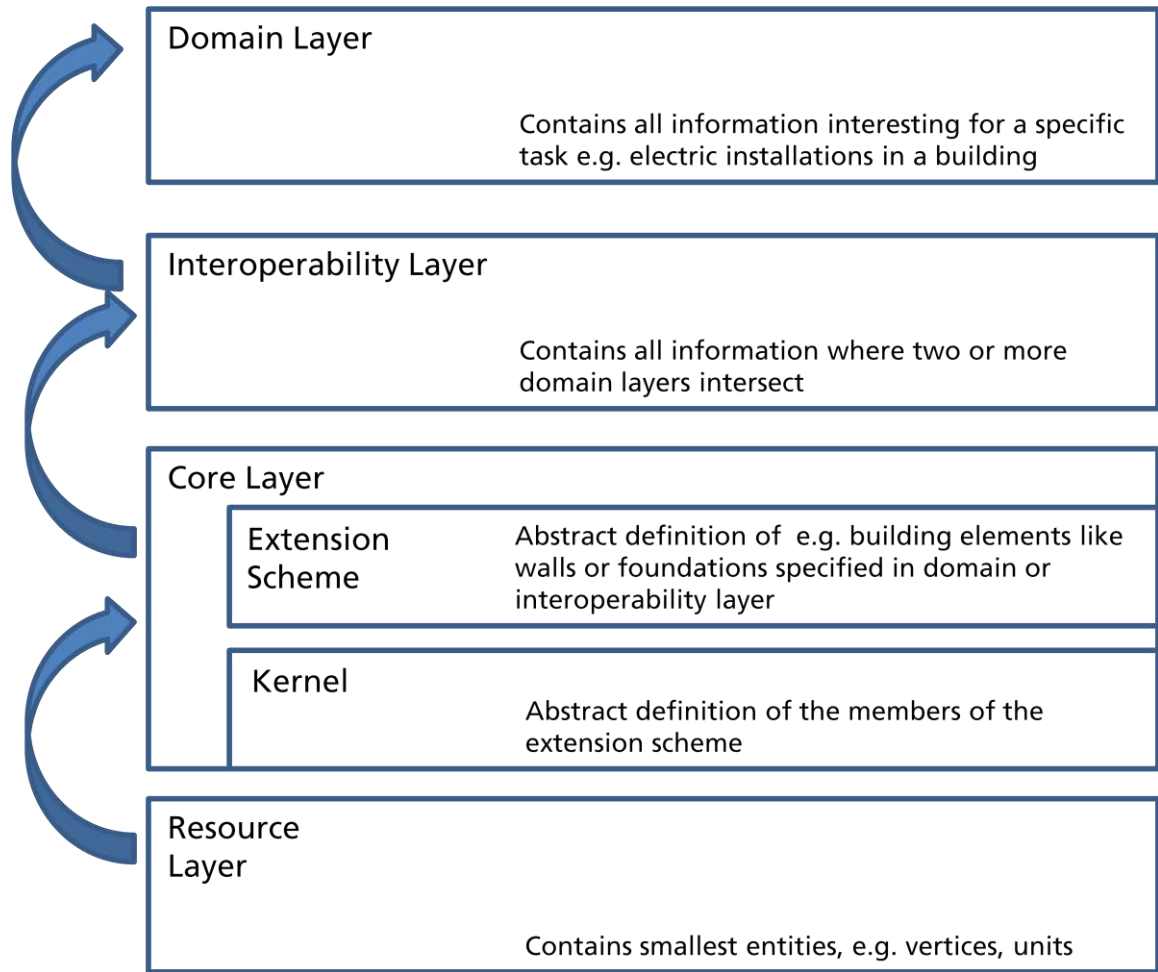 Domain Layer
Contains all information interesting for a specific
task e.g. electric installations in a building
Interoperability Layer
Contains all information where two or more
domain layers intersect
Core Layer
Extension
Scheme
Abstract definition of  e.g. building elements like
walls or foundations specified in domain or
interoperability layer
Kernel
Abstract definition of the members of the
extension scheme
Resource
Layer
Contains smallest entities, e.g. vertices, units